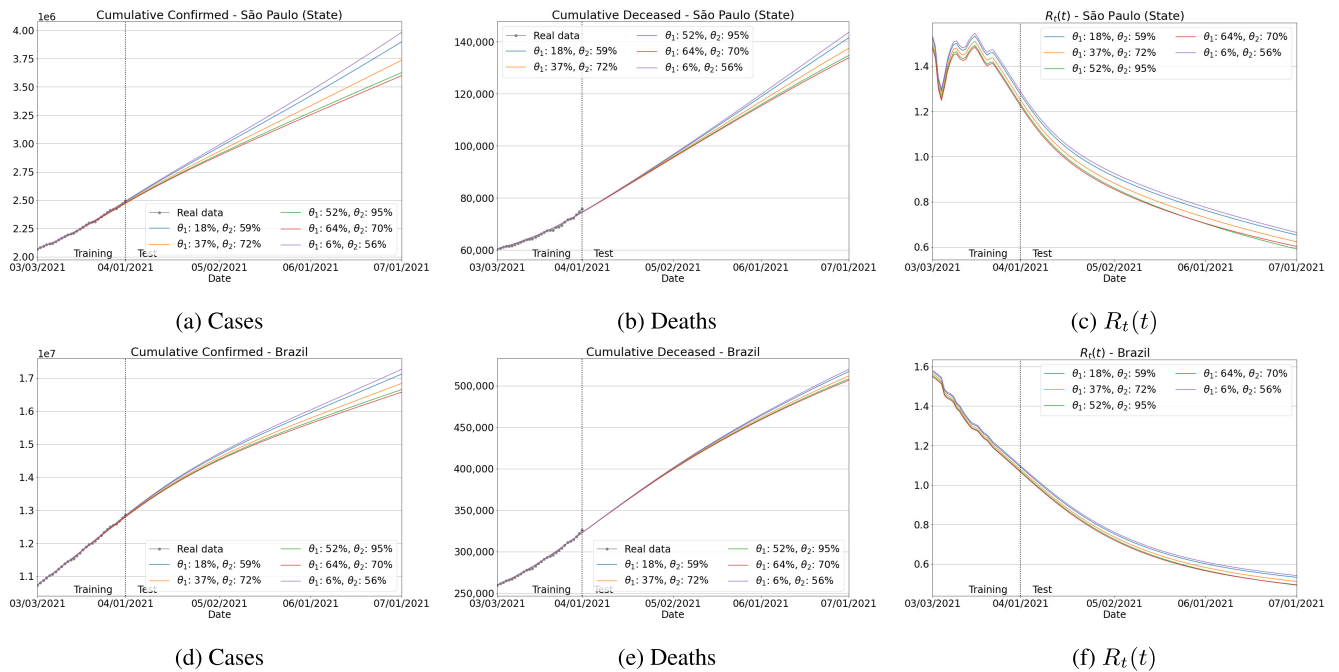 Cumulative Confirmed - São Paulo (State)
1e6
4.00
3.75
3.50
3.25
3.00
2.75
2.50
2.25
2.00
Real data
θ1: 18%, θ2: 59%
θ1: 37%, θ2: 72%
θ1: 52%, θ2: 95%
θ1: 64%, θ2: 70%
θ1: 6%, θ2: 56%
Training Test
03/03/2021 04/01/2021 05/02/2021 06/01/2021 07/01/2021
Date
(a) Cases
Cumulative Deceased - São Paulo (State)
140,000
120,000
100,000
80,000
60,000
Real data
θ1: 18%, θ2: 59%
θ1: 37%, θ2: 72%
θ1: 52%, θ2: 95%
θ1: 64%, θ2: 70%
θ1: 6%, θ2: 56%
Training Test
03/03/2021 04/01/2021 05/02/2021 06/01/2021 07/01/2021
Date
(b) Deaths
Rt(t) - São Paulo (State)
1.4
1.2
1.0
0.8
0.6
θ1: 18%, θ2: 59%
θ1: 37%, θ2: 72%
θ1: 52%, θ2: 95%
θ1: 64%, θ2: 70%
θ1: 6%, θ2: 56%
Training Test
03/03/2021 04/01/2021 05/02/2021 06/01/2021 07/01/2021
Date
(c) Rt(t)
Cumulative Confirmed - Brazil
1e7
1.7
1.6
1.5
1.4
1.3
1.2
1.1
Real data
θ1: 18%, θ2: 59%
θ1: 37%, θ2: 72%
θ1: 52%, θ2: 95%
θ1: 64%, θ2: 70%
θ1: 6%, θ2: 56%
Training Test
03/03/2021 04/01/2021 05/02/2021 06/01/2021 07/01/2021
Date
(d) Cases
Cumulative Deceased - Brazil
500,000
450,000
400,000
350,000
300,000
250,000
Real data
θ1: 18%, θ2: 59%
θ1: 37%, θ2: 72%
θ1: 52%, θ2: 95%
θ1: 64%, θ2: 70%
θ1: 6%, θ2: 56%
Training Test
03/03/2021 04/01/2021 05/02/2021 06/01/2021 07/01/2021
Date
(e) Deaths
Rt(t) - Brazil
1.6
1.4
1.2
1.0
0.8
0.6
θ1: 18%, θ2: 59%
θ1: 37%, θ2: 72%
θ1: 52%, θ2: 95%
θ1: 64%, θ2: 70%
θ1: 6%, θ2: 56%
Training Test
03/03/2021 04/01/2021 05/02/2021 06/01/2021 07/01/2021
Date
(f) Rt(t)